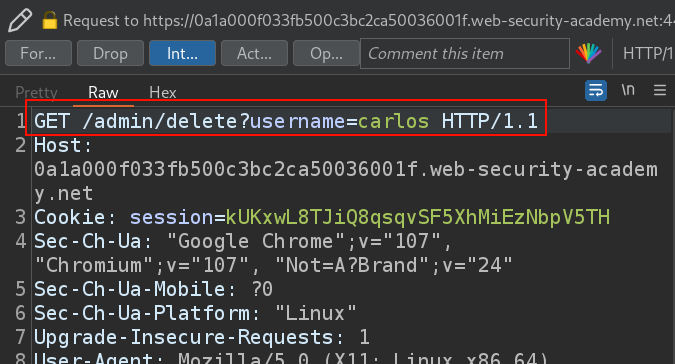 Request to https://0a1a000f033fb500c3bc2ca50036001f.web-security-academy.net:44
For... Drop Int... Act... Op... Comment this item HTTP/1
Pretty Raw Hex \n
1 GET /admin/delete?username=carlos HTTP/1.1
2 Host:
0a1a000f033fb500c3bc2ca50036001f.web-security-academ
y.net
3 Cookie: session=kUKxwL8TJiQ8qsqvSF5XhMiEzNbpV5TH
4 Sec-Ch-Ua: "Google Chrome";v="107",
"Chromium";v="107", "Not=A?Brand";v="24"
5 Sec-Ch-Ua-Mobile: ?0
6 Sec-Ch-Ua-Platform: "Linux"
7 Upgrade-Insecure-Requests: 1
8 User-Agent: Mozilla/5.0 (X11; Linux x86_64)